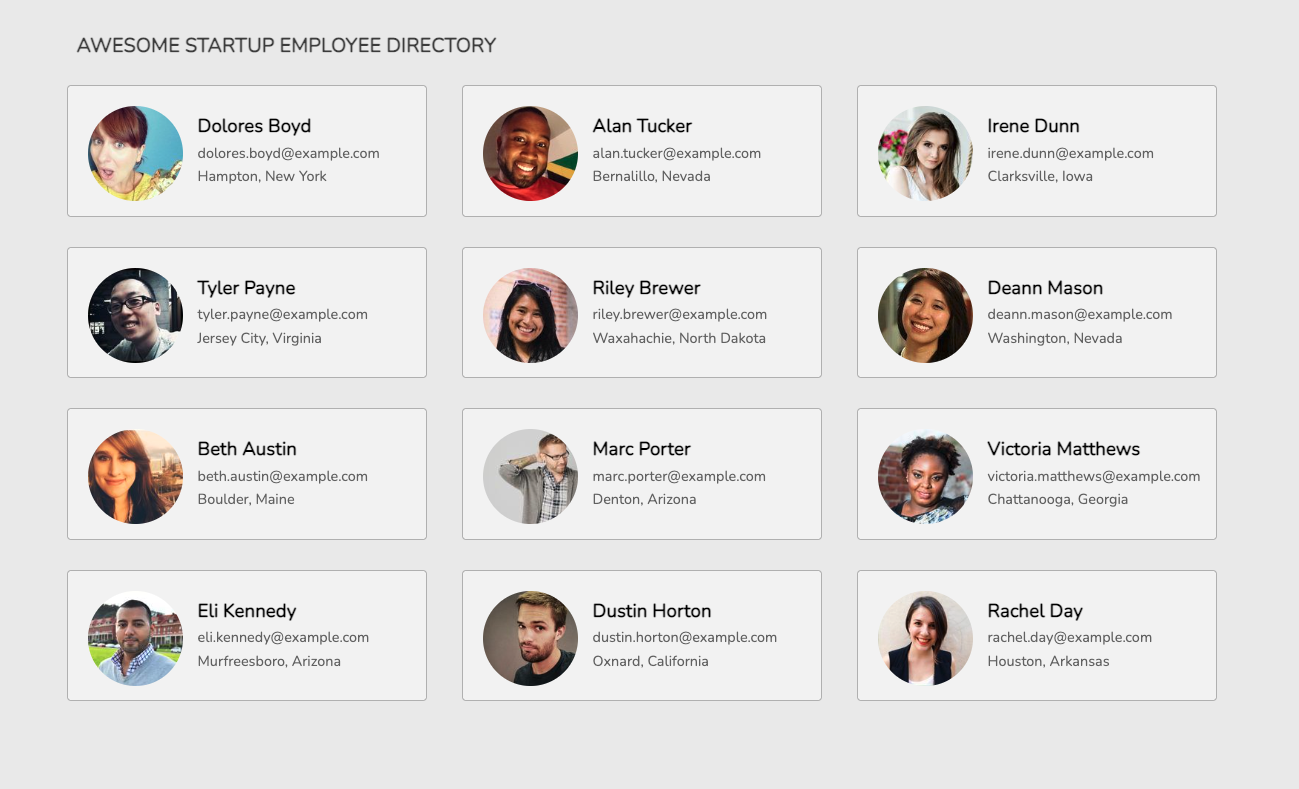 AWESOME STARTUP EMPLOYEE DIRECTORY
Dolores Boyd
dolores.boyd@example.com
Hampton, New York
Alan Tucker
alan.tucker@example.com
Bernalillo, Nevada
Irene Dunn
irene.dunn@example.com
Clarksville, Iowa
Tyler Payne
tyler.payne@example.com
Jersey City, Virginia
Riley Brewer
riley.brewer@example.com
Waxahachie, North Dakota
Deann Mason
deann.mason@example.com
Washington, Nevada
Beth Austin
beth.austin@example.com
Boulder, Maine
Marc Porter
marc.porter@example.com
Denton, Arizona
Victoria Matthews
victoria.matthews@example.com
Chattanooga, Georgia
Eli Kennedy
eli.kennedy@example.com
Murfreesboro, Arizona
Dustin Horton
dustin.horton@example.com
Oxnard, California
Rachel Day
rachel.day@example.com
Houston, Arkansas